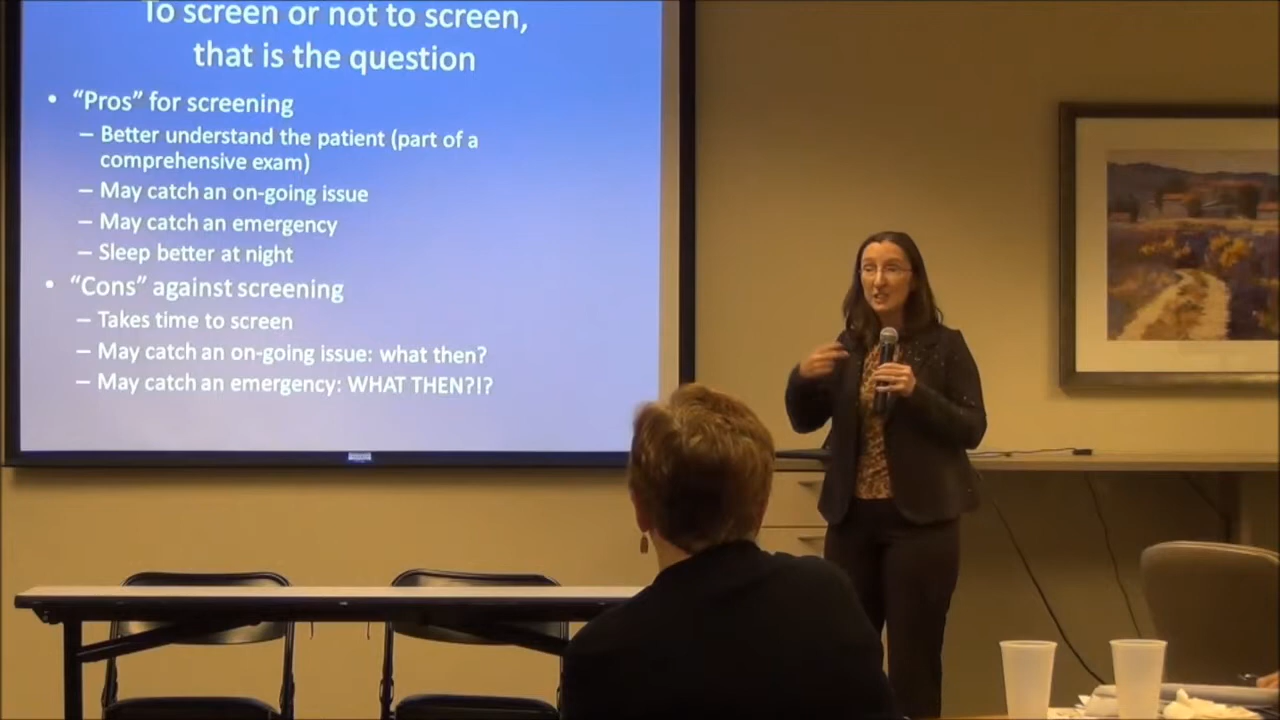 To screen or not to screen,
that is the question
• “Pros” for screening
– Better understand the patient (part of a
comprehensive exam)
– May catch an on-going issue
– May catch an emergency
– Sleep better at night
• “Cons” against screening
– Takes time to screen
– May catch an on-going issue: what then?
– May catch an emergency: WHAT THEN?!?